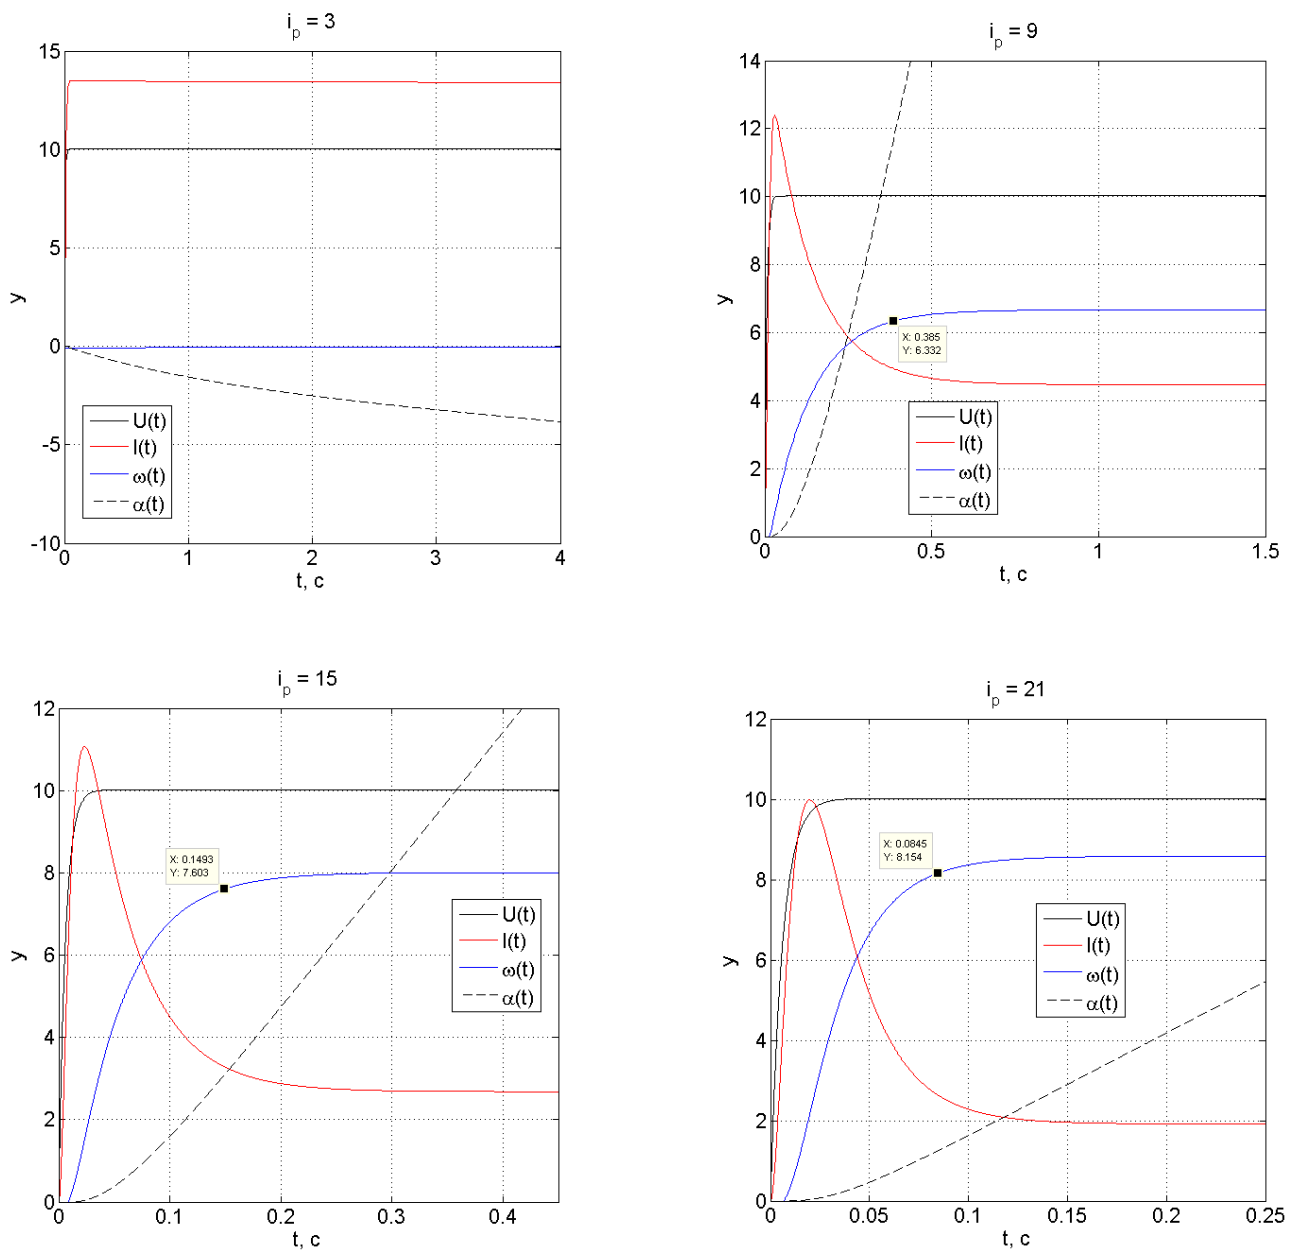 i_p = 3
15
10
5
0
-5
-10
y
0 1 2 3 4
t, c
U(t)
I(t)
ω(t)
α(t)
i_p = 9
14
12
10
8
6
4
2
0
y
0 0.5 1 1.5
t, c
X: 0.385
Y: 6.332
U(t)
I(t)
ω(t)
α(t)
i_p = 15
12
10
8
6
4
2
0
y
0 0.1 0.2 0.3 0.4
t, c
X: 0.1493
Y: 7.603
U(t)
I(t)
ω(t)
α(t)
i_p = 21
12
10
8
6
4
2
0
y
0 0.05 0.1 0.15 0.2 0.25
t, c
X: 0.0845
Y: 8.154
U(t)
I(t)
ω(t)
α(t)